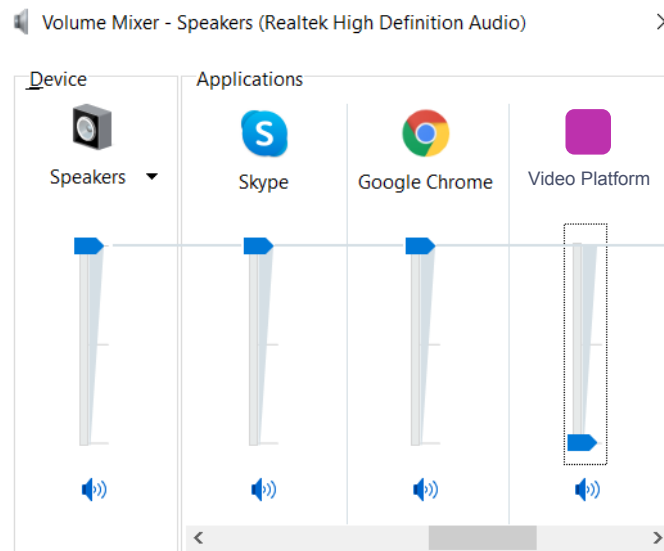 Volume Mixer - Speakers (Realtek High Definition Audio)
Device
Applications
Speakers
Skype
Google Chrome
Video Platform